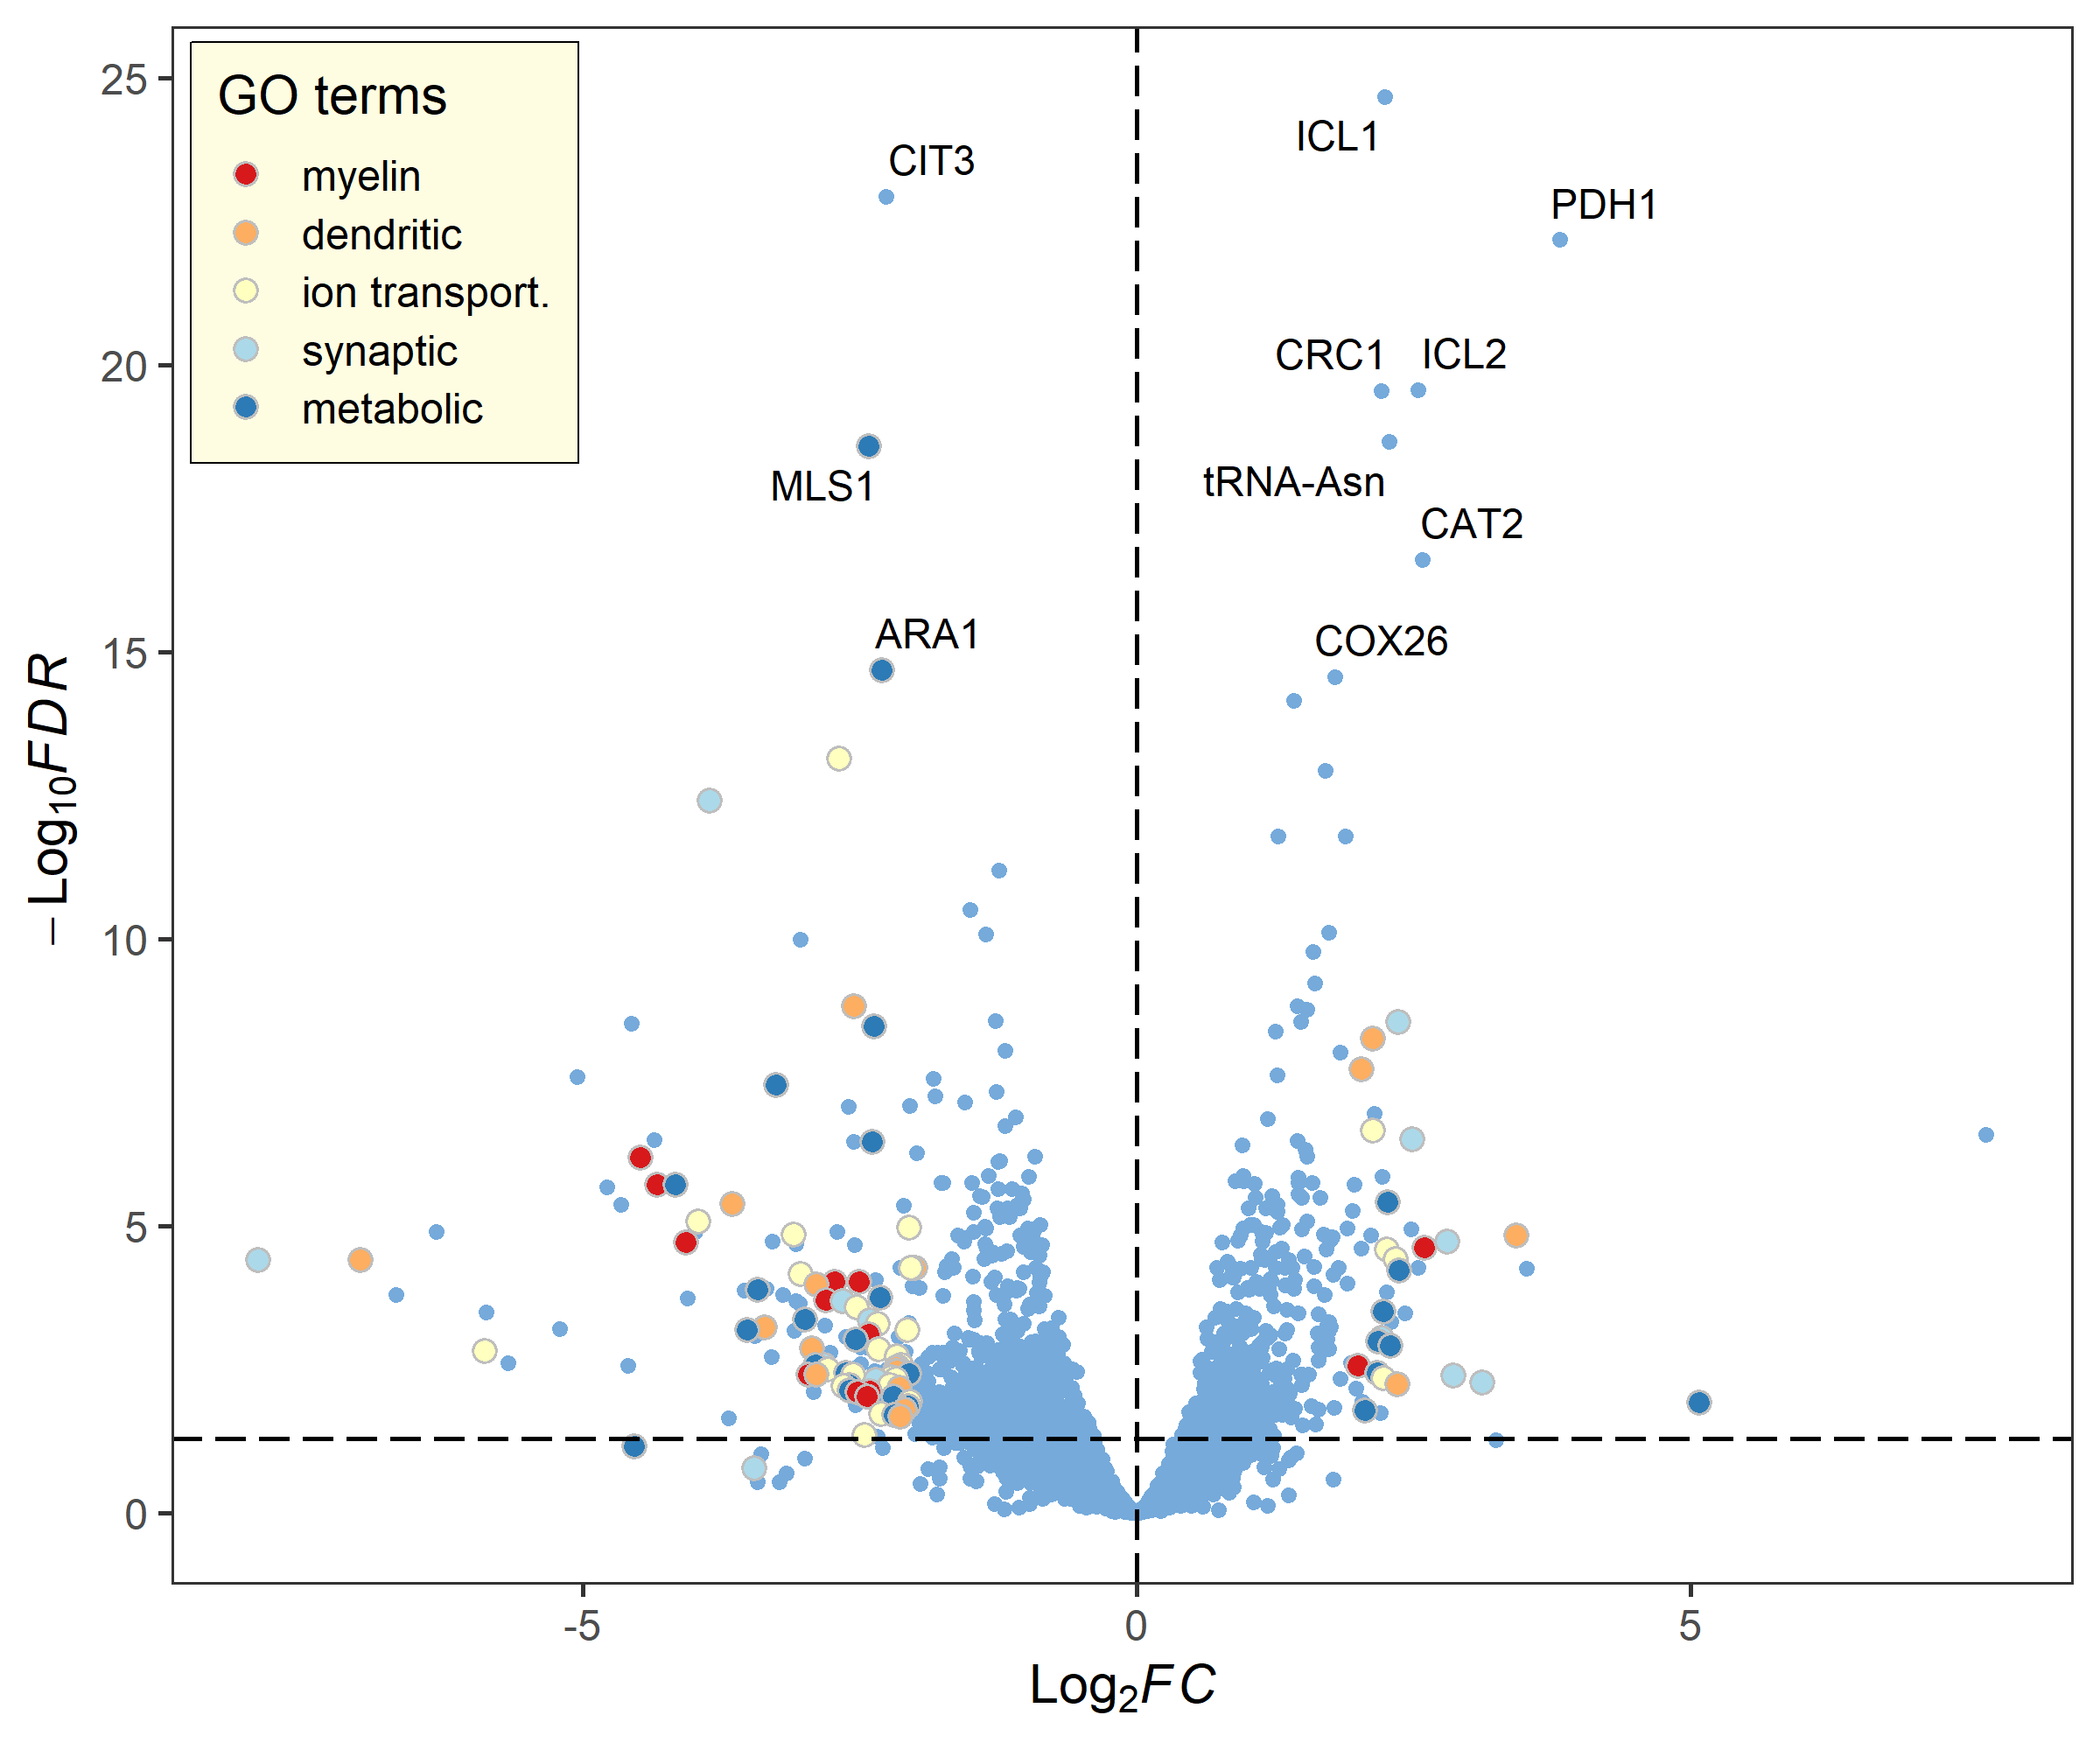 GO terms
myelin
dendritic
ion transport.
synaptic
metabolic
ICL1
CIT3
PDH1
CRC1
ICL2
MLS1
tRNA-Asn
CAT2
ARA1
COX26
25
20
15
10
5
0
−Log₁₀FDR
-5
0
5
Log₂FC